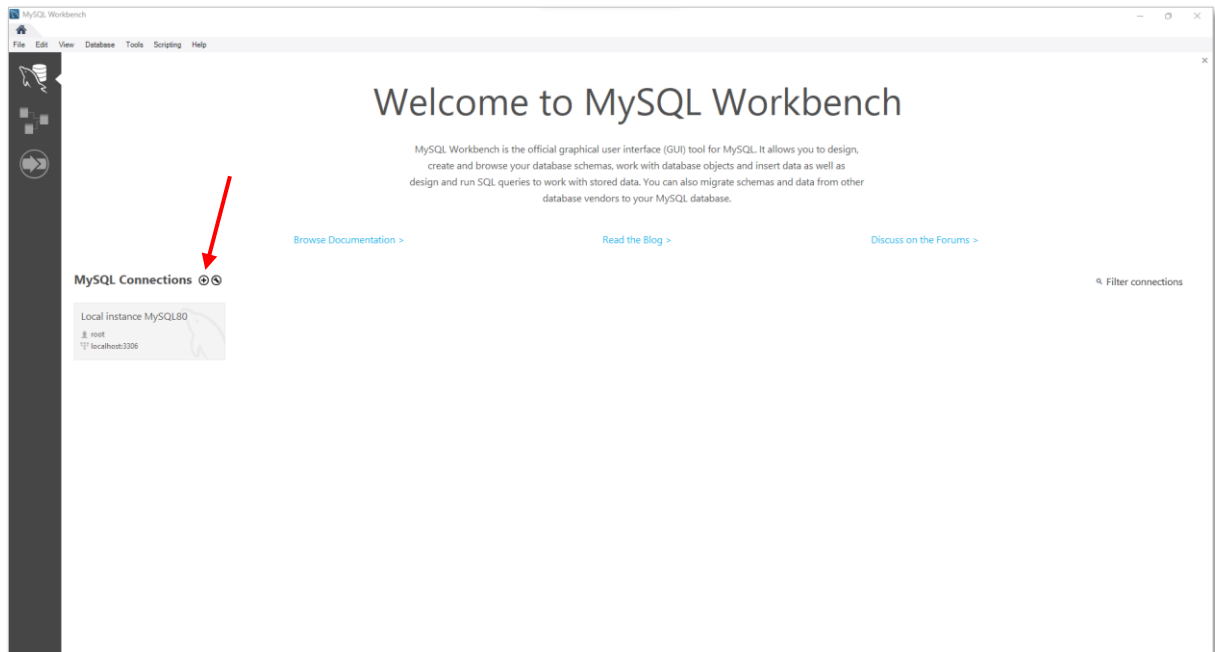 MySQL Workbench
File Edit View Database Tools Scripting Help
Welcome to MySQL Workbench
MySQL Workbench is the official graphical user interface (GUI) tool for MySQL. It allows you to design,
create and browse your database schemas, work with database objects and insert data as well as
design and run SQL queries to work with stored data. You can also migrate schemas and data from other
database vendors to your MySQL database.
Browse Documentation > Read the Blog > Discuss on the Forums >
MySQL Connections Filter connections
Local instance MySQL80
root
localhost:3306